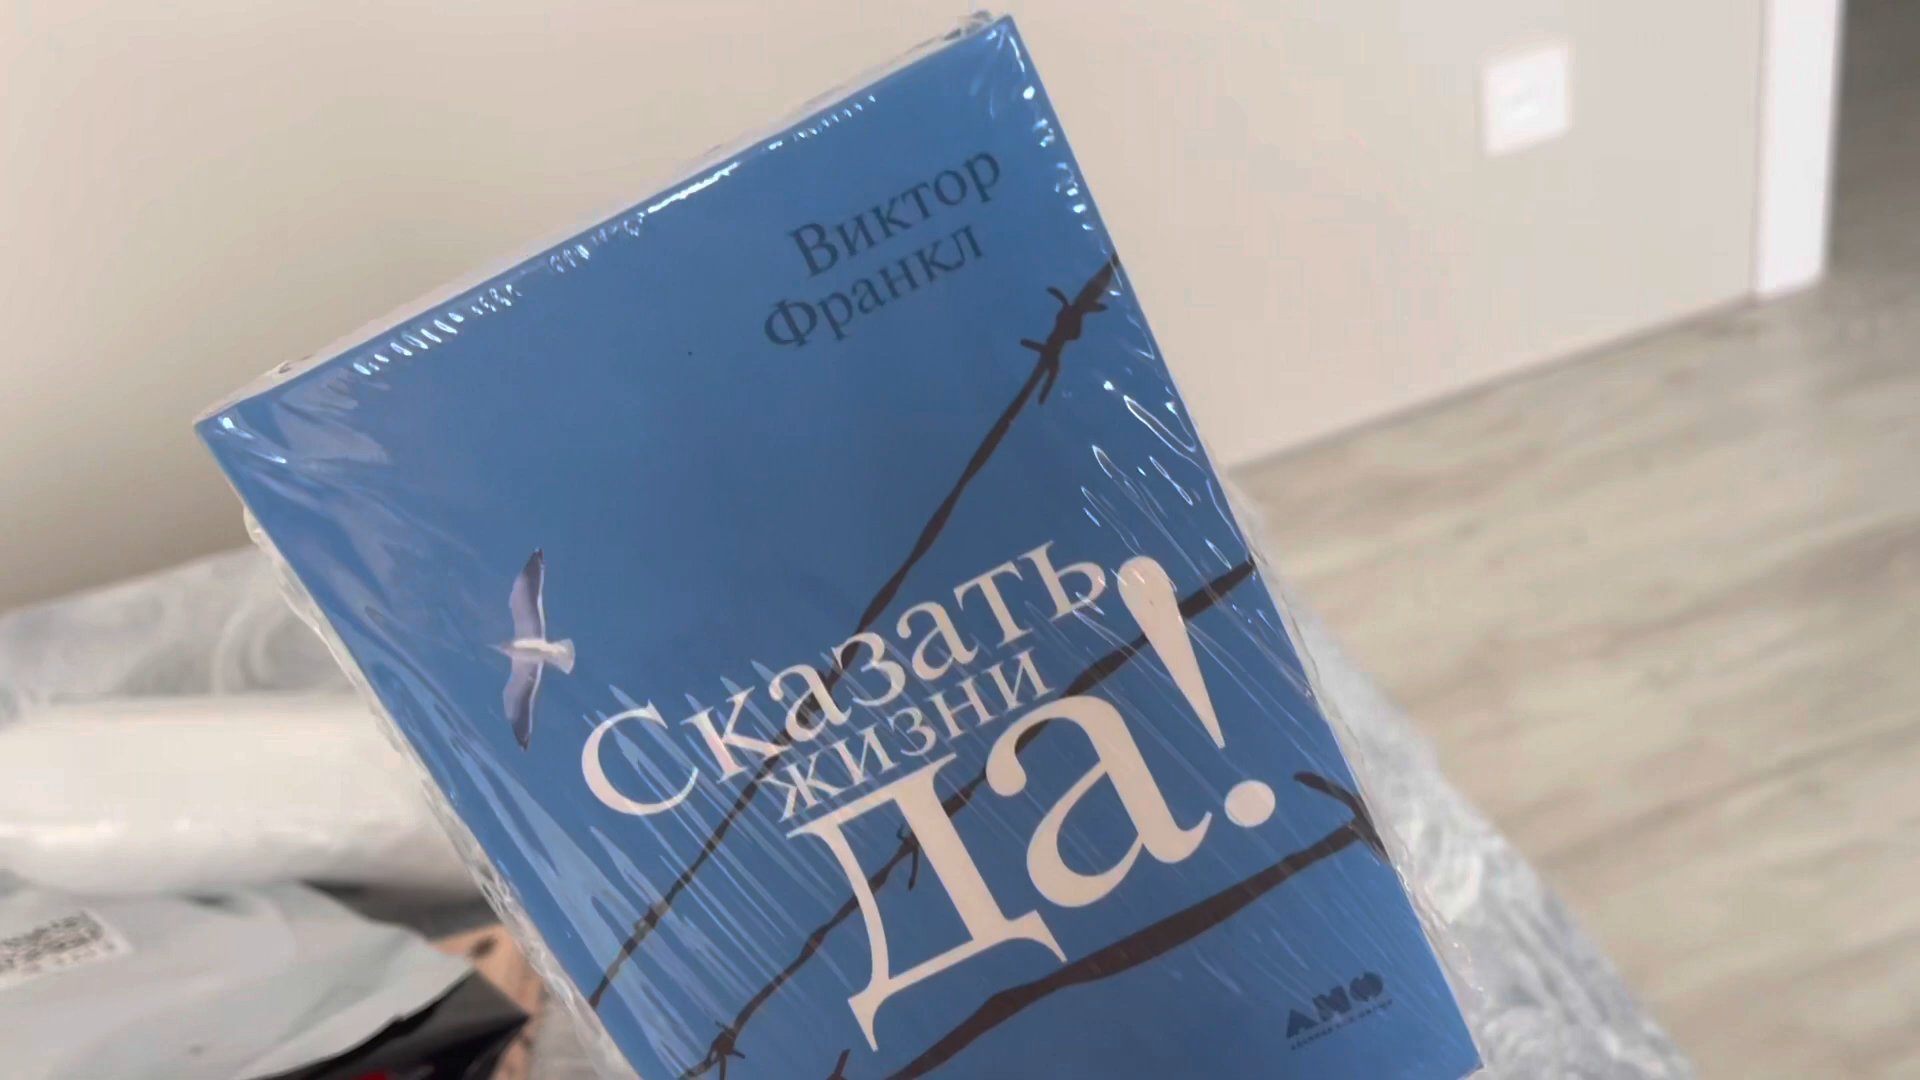 Виктор
Франкл
Сказать
жизни
Да!